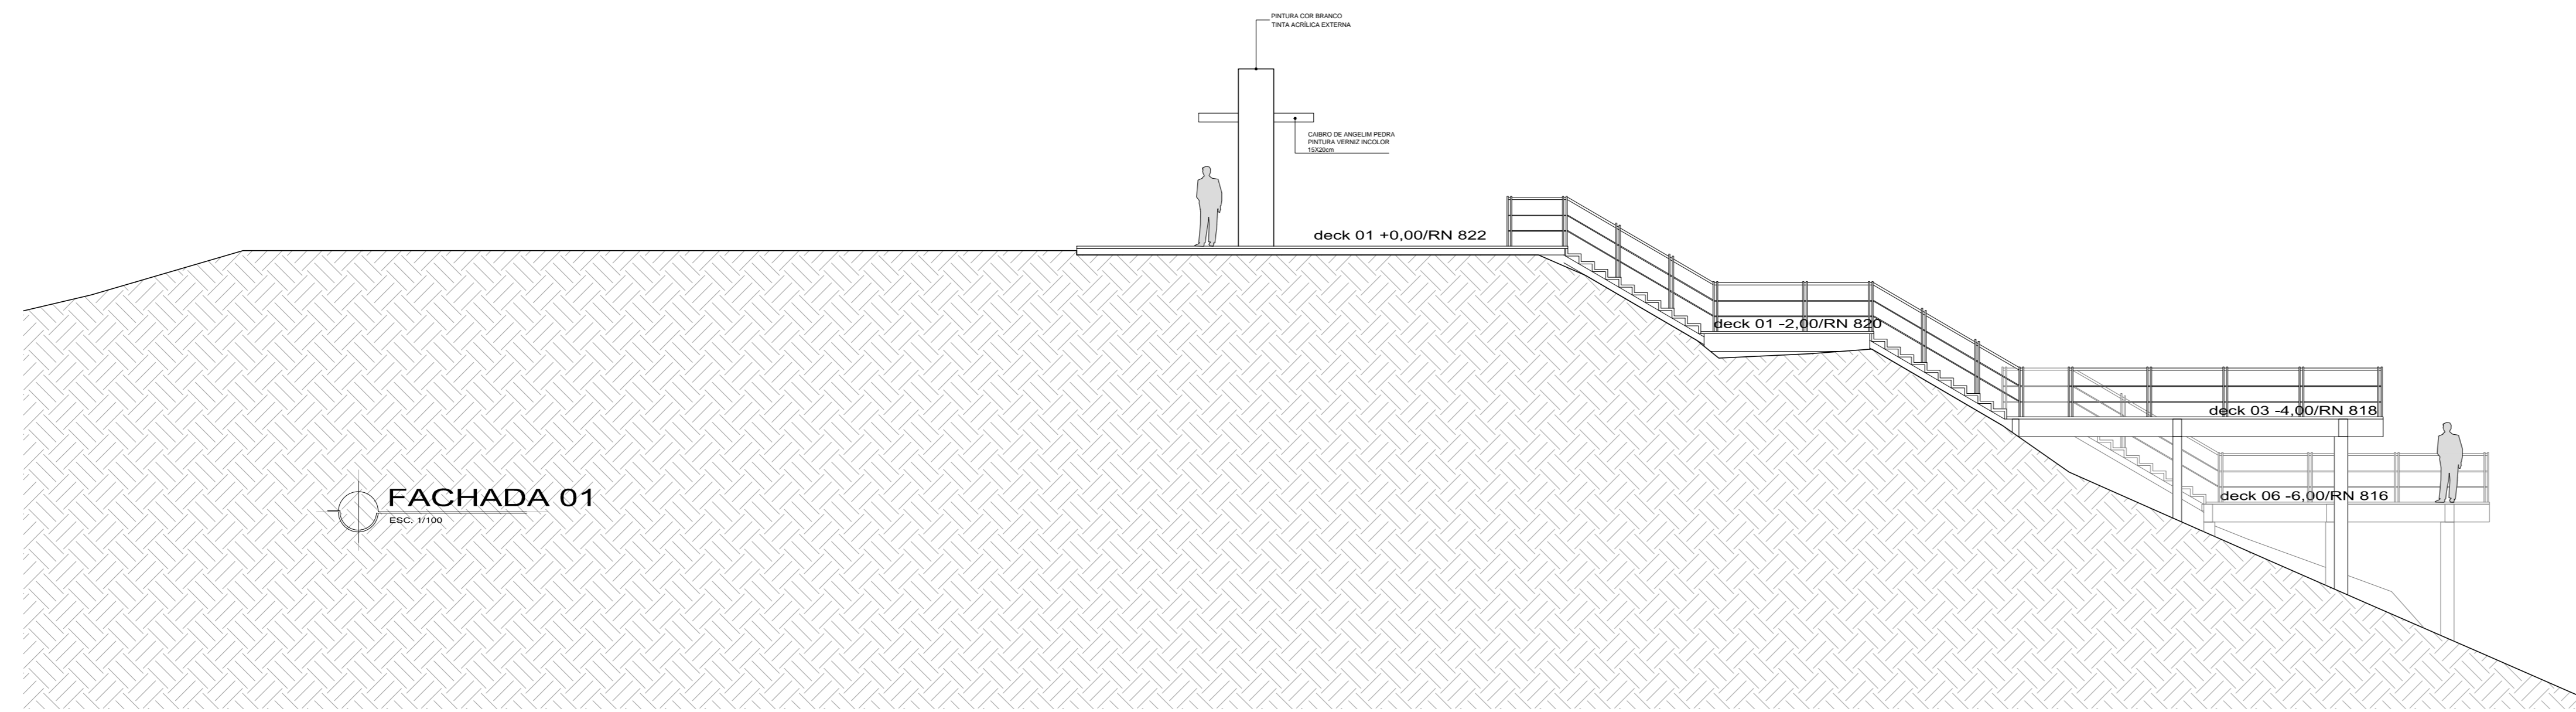 PINTURA COR BRANCO
TINTA ACRÍLICA EXTERNA
CAIBRO DE ANGELIM PEDRA
PINTURA VERNIZ INCOLOR
15X20cm
deck 01 +0,00/RN 822
deck 01 -2,00/RN 820
deck 03 -4,00/RN 818
deck 06 -6,00/RN 816
FACHADA 01
ESC. 1/100